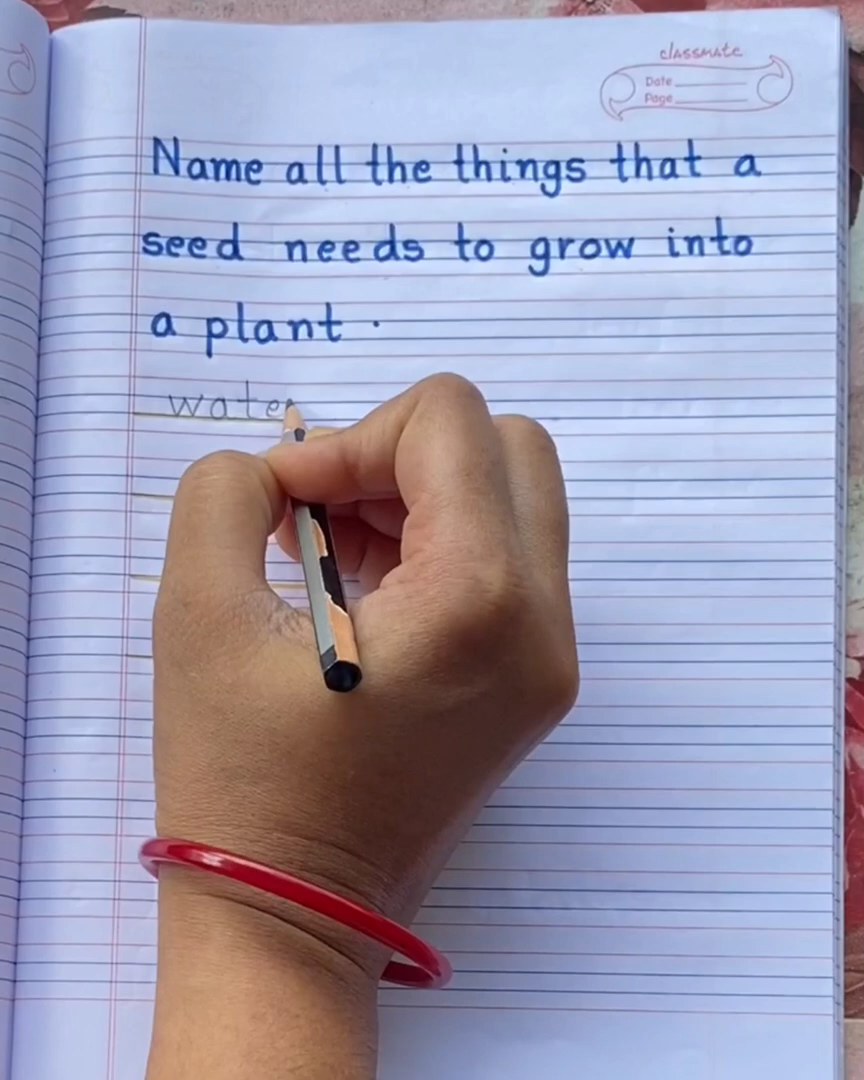 classmate
Date
Page
Name all the things that a
seed needs to grow into
a plant .
water